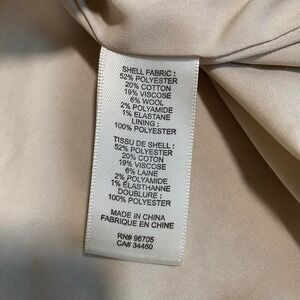 SHELL FABRIC :
52% POLYESTER
20% COTTON
19% VISCOSE
6% WOOL
2% POLYAMIDE
1% ELASTANE
LINING :
100% POLYESTER
TISSU DE SHELL :
52% POLYESTER
20% COTON
19% VISCOSE
6% LAINE
2% POLYAMIDE
1% ÉLASTHANNE
DOUBLURE :
100% POLYESTER
MADE IN CHINA
FABRIQUE EN CHINE
RN# 96705
CA# 34460